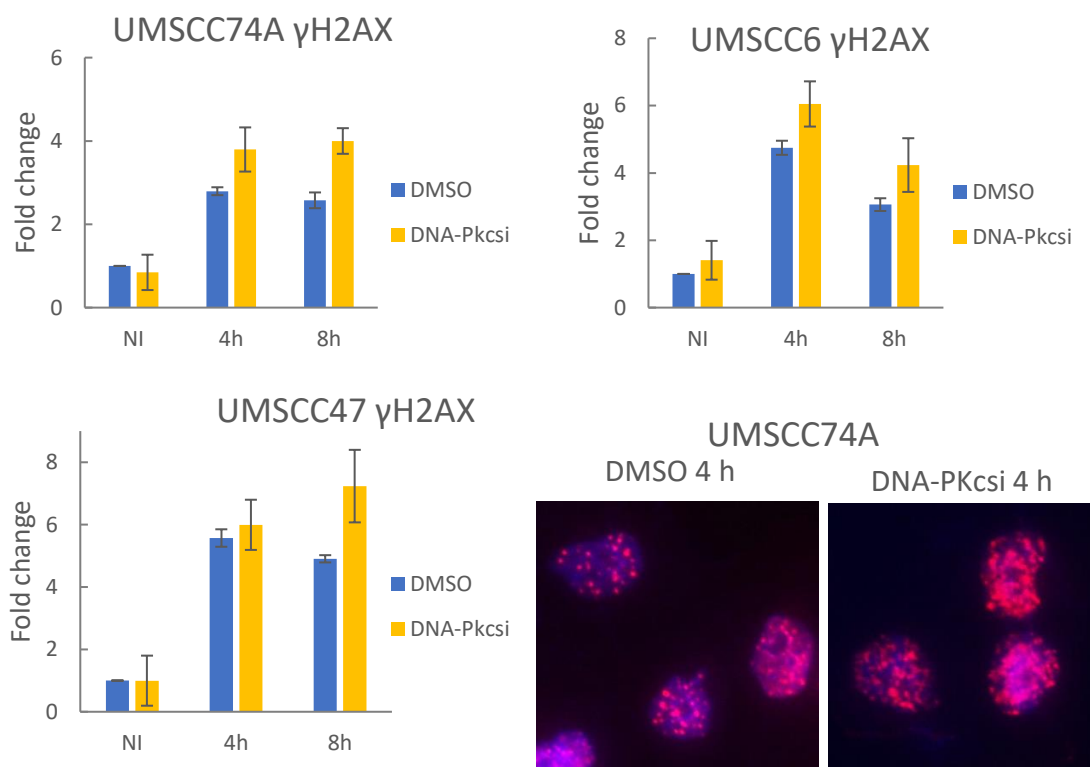 UMSCC74A γH2AX
Fold change
6
4
2
0
NI 4h 8h
DMSO
DNA-Pkcsi
UMSCC6 γH2AX
Fold change
8
6
4
2
0
NI 4h 8h
DMSO
DNA-Pkcsi
UMSCC47 γH2AX
Fold change
8
6
4
2
0
NI 4h 8h
DMSO
DNA-Pkcsi
UMSCC74A
DMSO 4 h DNA-PKcsi 4 h